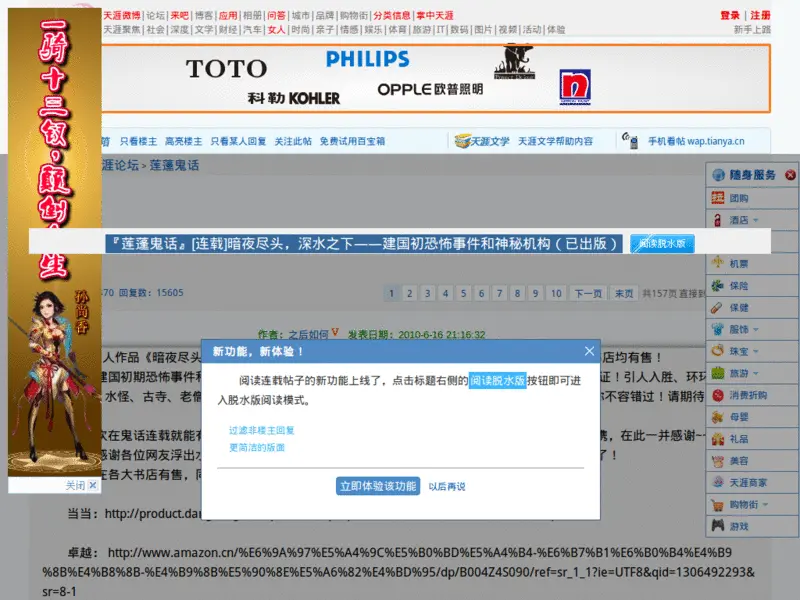 天涯微博|论坛|来吧|博客|应用|相册|问答|城市|品牌|购物街|分类信息|掌中天涯
登录 | 注册
天涯聚焦|社会|深度|文学|财经|汽车|女人|时尚|亲子|情感|娱乐|体育|旅游|IT|数码|图片|视频|活动|体验
新手上路
TOTO
PHILIPS
科勒 KOHLER
OPPLE 欧普照明
n
一骑十三钗,颠倒
生
孙尚香
关闭
只看楼主 高亮楼主 只看某人回复 关注此帖 免费试用百宝箱
天涯文学 天涯文学帮助内容
手机看帖 wap.tianya.cn
涯论坛 > 莲蓬鬼话
『莲蓬鬼话』[连载]暗夜尽头，深水之下——建国初恐怖事件和神秘机构（已出版）
阅读脱水版
70 回复数：15605
1 2 3 4 5 6 7 8 9 10 下一页 末页 共157页 直接到
作者：之后如何 发表日期：2010-6-16 21:16:32
人作品《暗夜尽头
店均有售！
建国初期恐怖事件和
证！引人入胜、环环
水怪、古寺、老僧
不容错过！请期待
次在鬼话连载就能有
携，在此一并感谢~~
感谢各位网友浮出水
了！
在各大书店有售，同
当当：http://product.dang
卓越： http://www.amazon.cn/%E6%9A%97%E5%A4%9C%E5%B0%BD%E5%A4%B4-%E6%B7%B1%E6%B0%B4%E4%B9
%8B%E4%B8%8B-%E4%B9%8B%E5%90%8E%E5%A6%82%E4%BD%95/dp/B004Z4S090/ref=sr_1_1?ie=UTF8&qid=1306492293&
sr=8-1
新功能，新体验！
阅读连载帖子的新功能上线了，点击标题右侧的阅读脱水版按钮即可进
入脱水版阅读模式。
过滤非楼主回复
更简洁的版面
立即体验该功能 以后再说
随身服务
团购
酒店
机票
保险
保健
服饰
珠宝
旅游
消费折购
母婴
礼品
美容
天涯商家
购物街
游戏